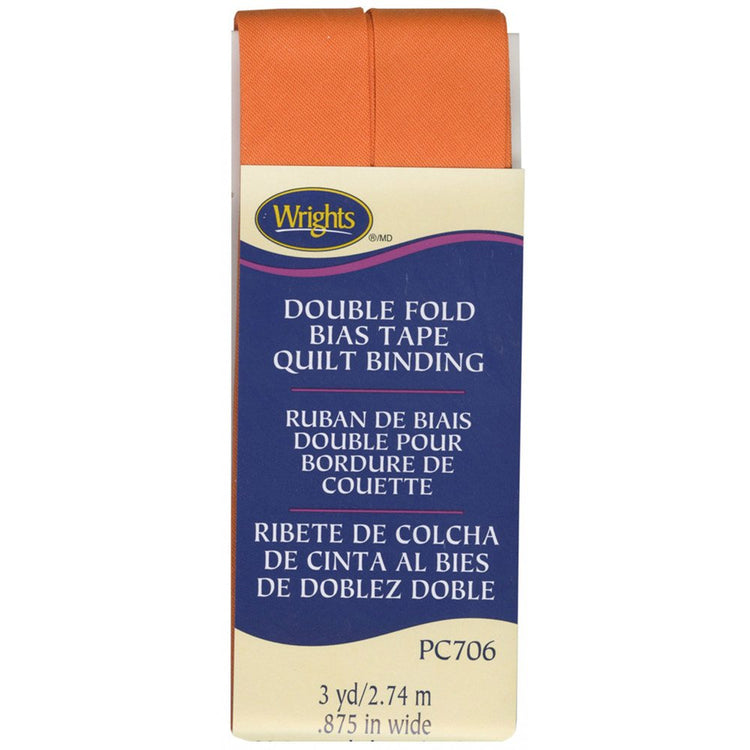 Wrights
®/MD
DOUBLE FOLD
BIAS TAPE
QUILT BINDING
RUBAN DE BIAIS
DOUBLE POUR
BORDURE DE
COUETTE
RIBETE DE COLCHA
DE CINTA AL BIES
DE DOBLEZ DOBLE
PC706
3 yd/2.74 m
.875 in wide